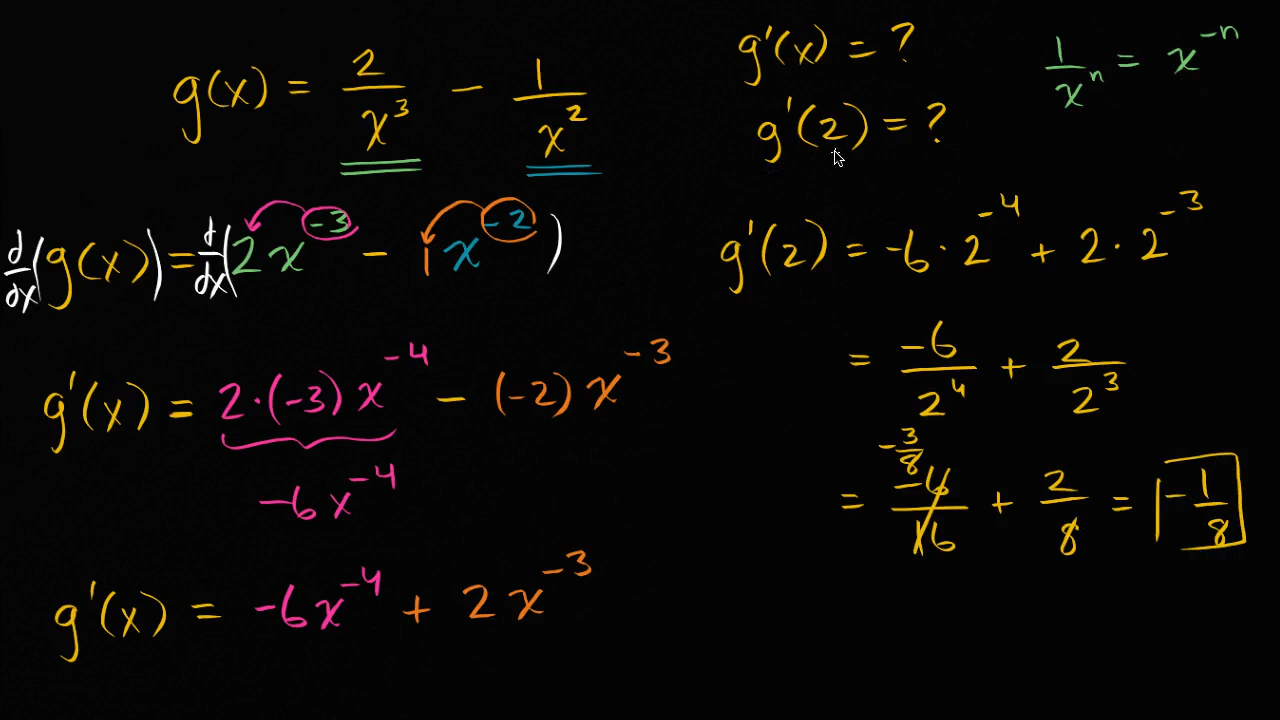 g(x) = 2/x³ − 1/x²
d/dx(g(x)) = d/dx(2x⁻³ − 1x⁻²)
g'(x) = 2·(−3)x⁻⁴ − (−2)x⁻³
−6x⁻⁴
g'(x) = −6x⁻⁴ + 2x⁻³
g'(x) = ?
g'(2) = ?
1/xⁿ = x⁻ⁿ
g'(2) = −6·2⁻⁴ + 2·2⁻³
= −6/2⁴ + 2/2³
−3/8
= −6/16 + 2/8 = −1/8